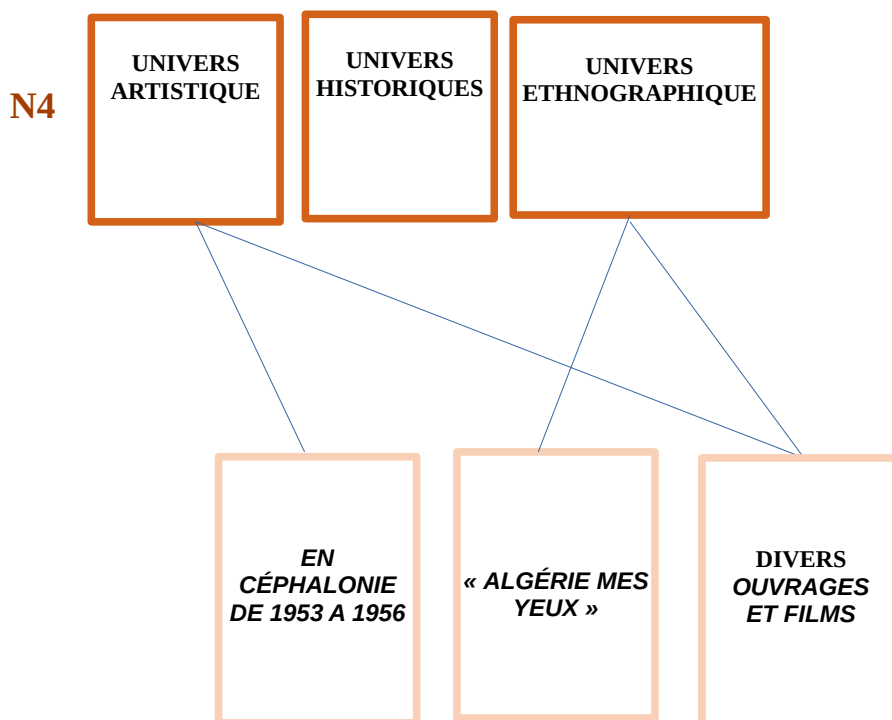 N4
UNIVERS
ARTISTIQUE
UNIVERS
HISTORIQUES
UNIVERS
ETHNOGRAPHIQUE
EN
CÉPHALONIE
DE 1953 A 1956
« ALGÉRIE MES
YEUX »
DIVERS
OUVRAGES
ET FILMS